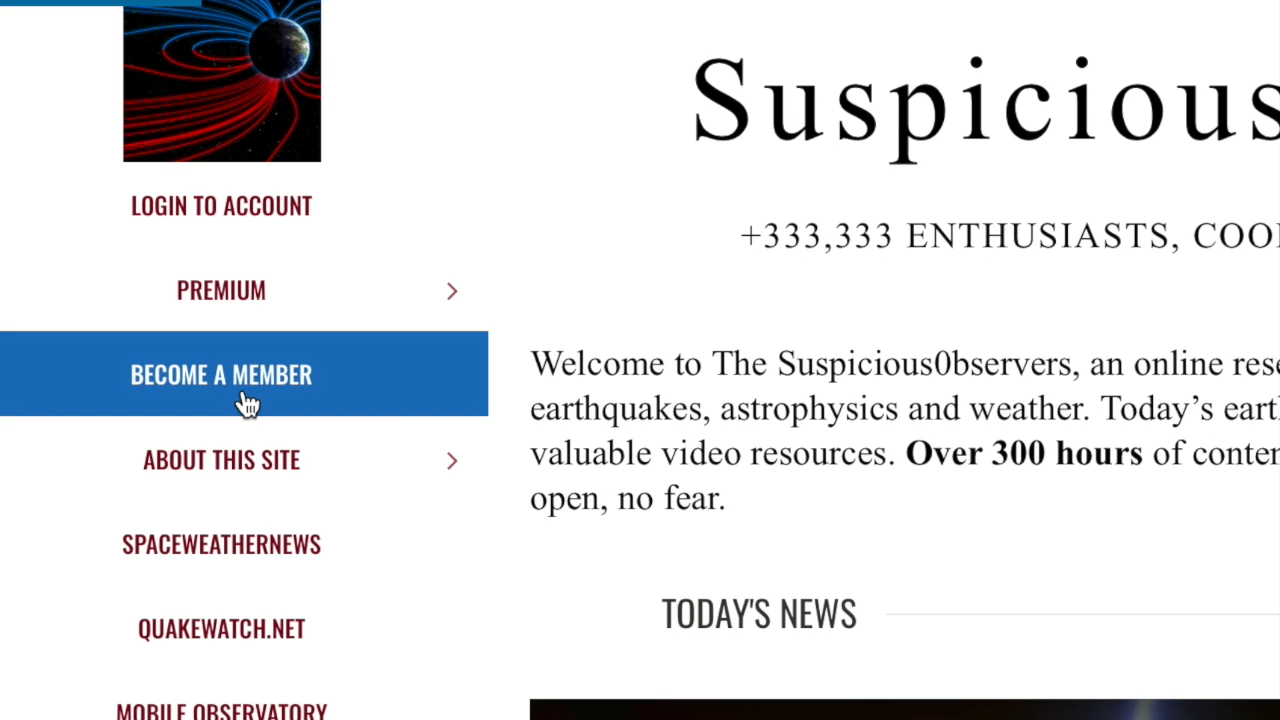 Suspicious
+333,333 ENTHUSIASTS,
LOGIN TO ACCOUNT
PREMIUM
BECOME A MEMBER
ABOUT THIS SITE
SPACEWEATHERNEWS
QUAKEWATCH.NET
MOBILE OBSERVATORY
Welcome to The Suspicious0bservers, an online
earthquakes, astrophysics and weather. Today’s
valuable video resources. Over 300 hours of
open, no fear.
TODAY'S NEWS